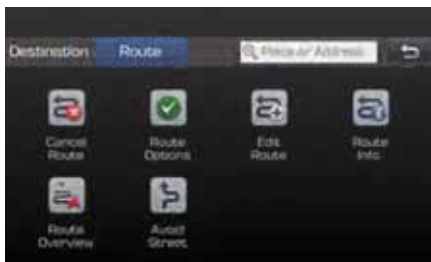 Destination
Route
Place or Address
Cancel
Route
Route
Options
Edit
Route
Route
Info.
Route
Overview
Avoid
Street